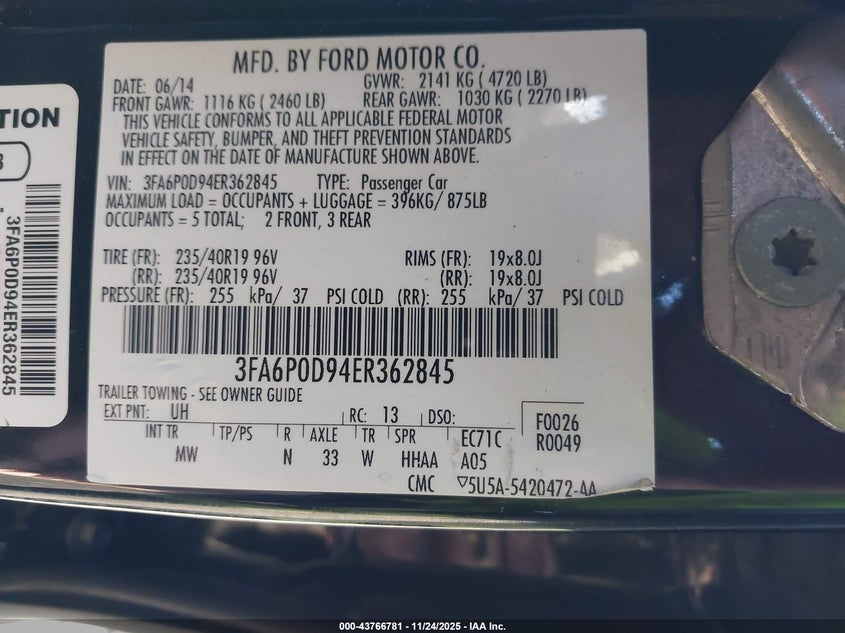 MFD. BY FORD MOTOR CO.
DATE: 06/14 GVWR: 2141 KG ( 4720 LB)
FRONT GAWR: 1116 KG ( 2460 LB) REAR GAWR: 1030 KG ( 2270 LB)
THIS VEHICLE CONFORMS TO ALL APPLICABLE FEDERAL MOTOR
VEHICLE SAFETY, BUMPER, AND THEFT PREVENTION STANDARDS
IN EFFECT ON THE DATE OF MANUFACTURE SHOWN ABOVE.
VIN: 3FA6P0D94ER362845 TYPE: Passenger Car
MAXIMUM LOAD = OCCUPANTS + LUGGAGE = 396KG/ 875LB
OCCUPANTS = 5 TOTAL; 2 FRONT, 3 REAR
TIRE (FR): 235/40R19 96V RIMS (FR): 19x8.0J
(RR): 235/40R19 96V (RR): 19x8.0J
PRESSURE (FR): 255 kPa/ 37 PSI COLD (RR): 255 kPa/ 37 PSI COLD
3FA6P0D94ER362845
TRAILER TOWING - SEE OWNER GUIDE
EXT PNT: UH RC: 13 DSO: F0026
R0049
INT TR TP/PS R AXLE TR SPR EC71C
MW N 33 W HHAA A05
CMC ▽5U5A-5420472-AA
TION
3FA6P0D94ER362845
000-43766781 - 11/24/2025 - IAA Inc.